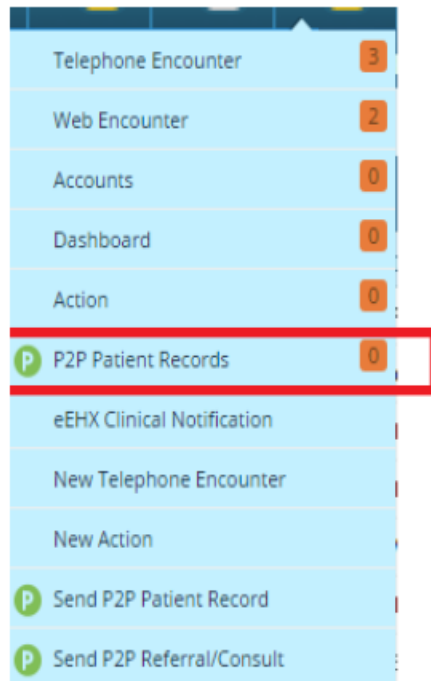 Telephone Encounter 3
Web Encounter 2
Accounts 0
Dashboard 0
Action 0
P P2P Patient Records 0
eEHX Clinical Notification
New Telephone Encounter
New Action
P Send P2P Patient Record
P Send P2P Referral/Consult